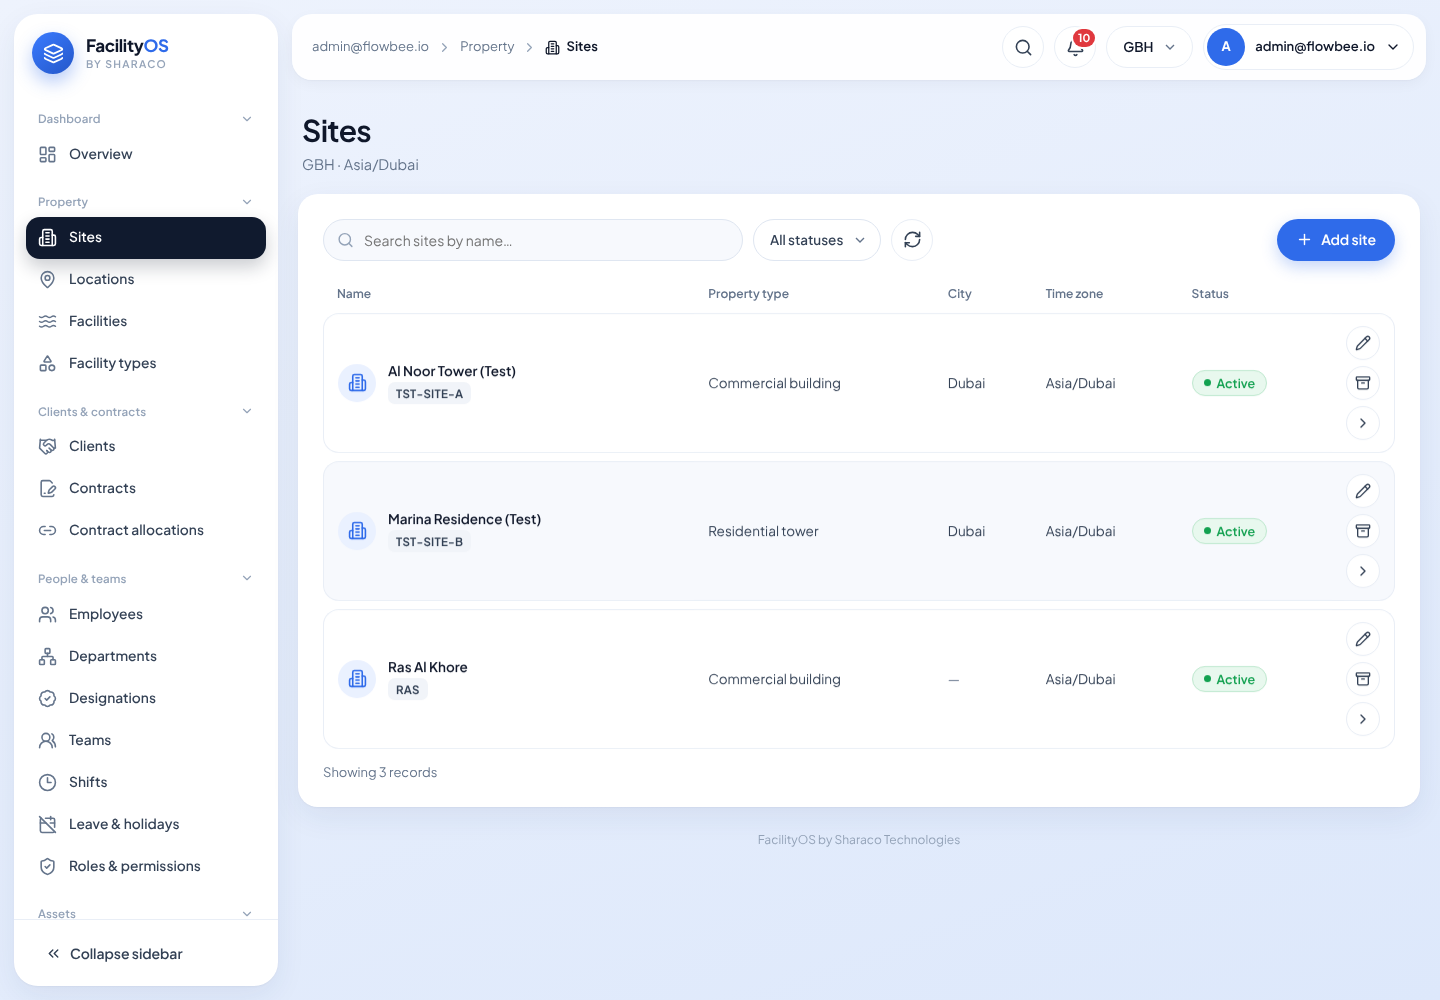 FacilityOS
BY SHARACO
Dashboard
Overview
Property
Sites
Locations
Facilities
Facility types
Clients & contracts
Clients
Contracts
Contract allocations
People & teams
Employees
Departments
Designations
Teams
Shifts
Leave & holidays
Roles & permissions
Assets
Collapse sidebar
admin@flowbee.io
Property
Sites
10
GBH
A
admin@flowbee.io
Sites
GBH · Asia/Dubai
Search sites by name...
All statuses
Add site
Name Property type City Time zone Status
Al Noor Tower (Test)
TST-SITE-A
Commercial building Dubai Asia/Dubai Active
Marina Residence (Test)
TST-SITE-B
Residential tower Dubai Asia/Dubai Active
Ras Al Khore
RAS
Commercial building — Asia/Dubai Active
Showing 3 records
FacilityOS by Sharaco Technologies